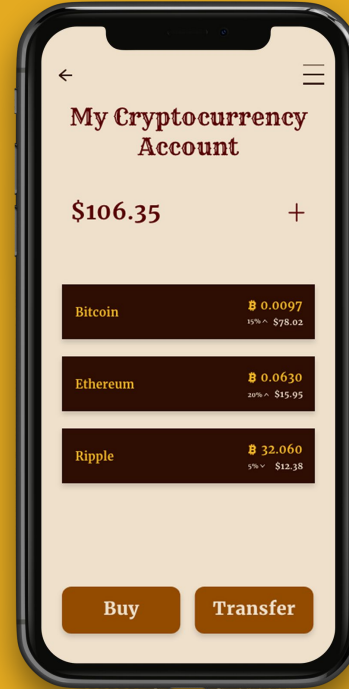 My Cryptocurrency
Account
$106.35 +
Bitcoin
₿ 0.0097
15% ^ $78.02
Ethereum
₿ 0.0630
20% ^ $15.95
Ripple
₿ 32.060
5% ˅ $12.38
Buy
Transfer